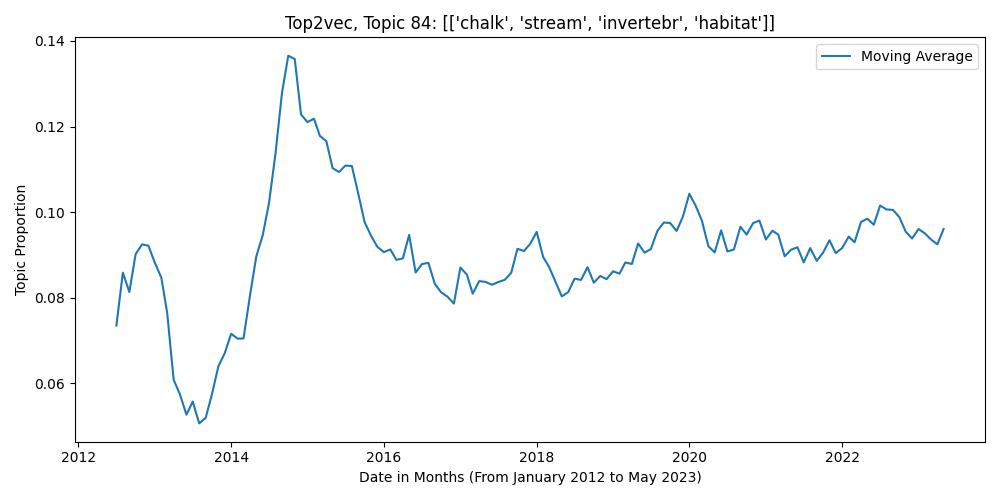 Top2vec, Topic 84: [['chalk', 'stream', 'invertebr', 'habitat']]
Moving Average
Topic Proportion
0.14
0.12
0.10
0.08
0.06
2012 2014 2016 2018 2020 2022
Date in Months (From January 2012 to May 2023)